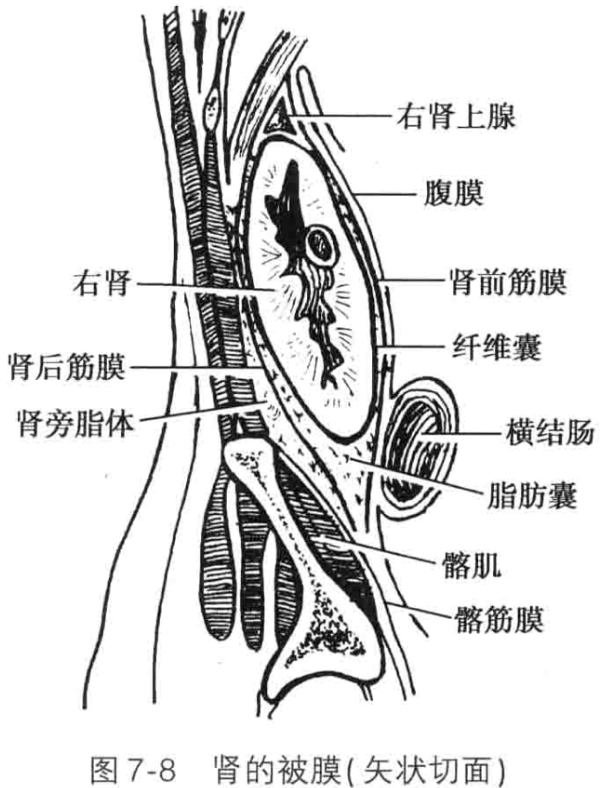 右肾上腺
腹膜
右肾
肾前筋膜
纤维囊
肾后筋膜
肾旁脂体
横结肠
脂肪囊
髂肌
髂筋膜
图 7-8 肾的被膜(矢状切面)